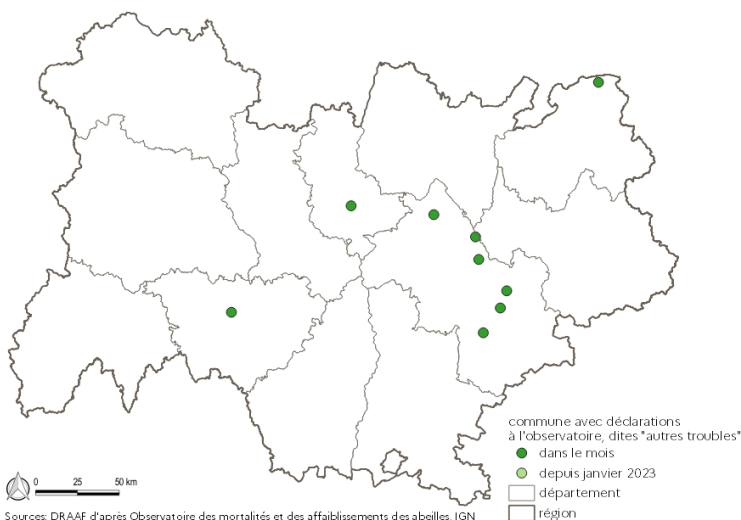 commune avec déclarations
à l'observatoire, dites "autres troubles"
dans le mois
depuis janvier 2023
département
région
0 25 50 km
Sources: DRAAF d'après Observatoire des mortalités et des affaiblissements des abeilles, IGN